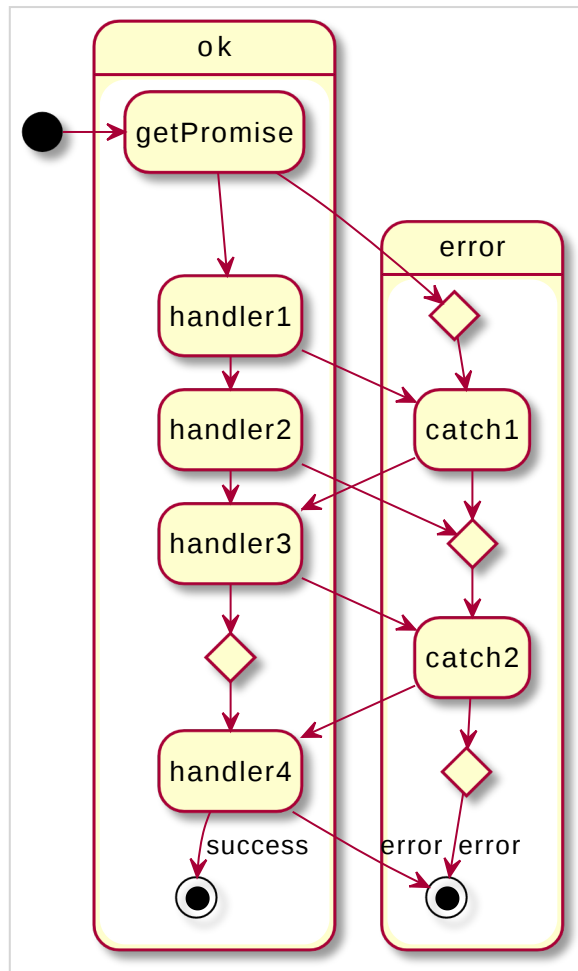 ok
getPromise
error
handler1
handler2
catch1
handler3
catch2
handler4
success
error error